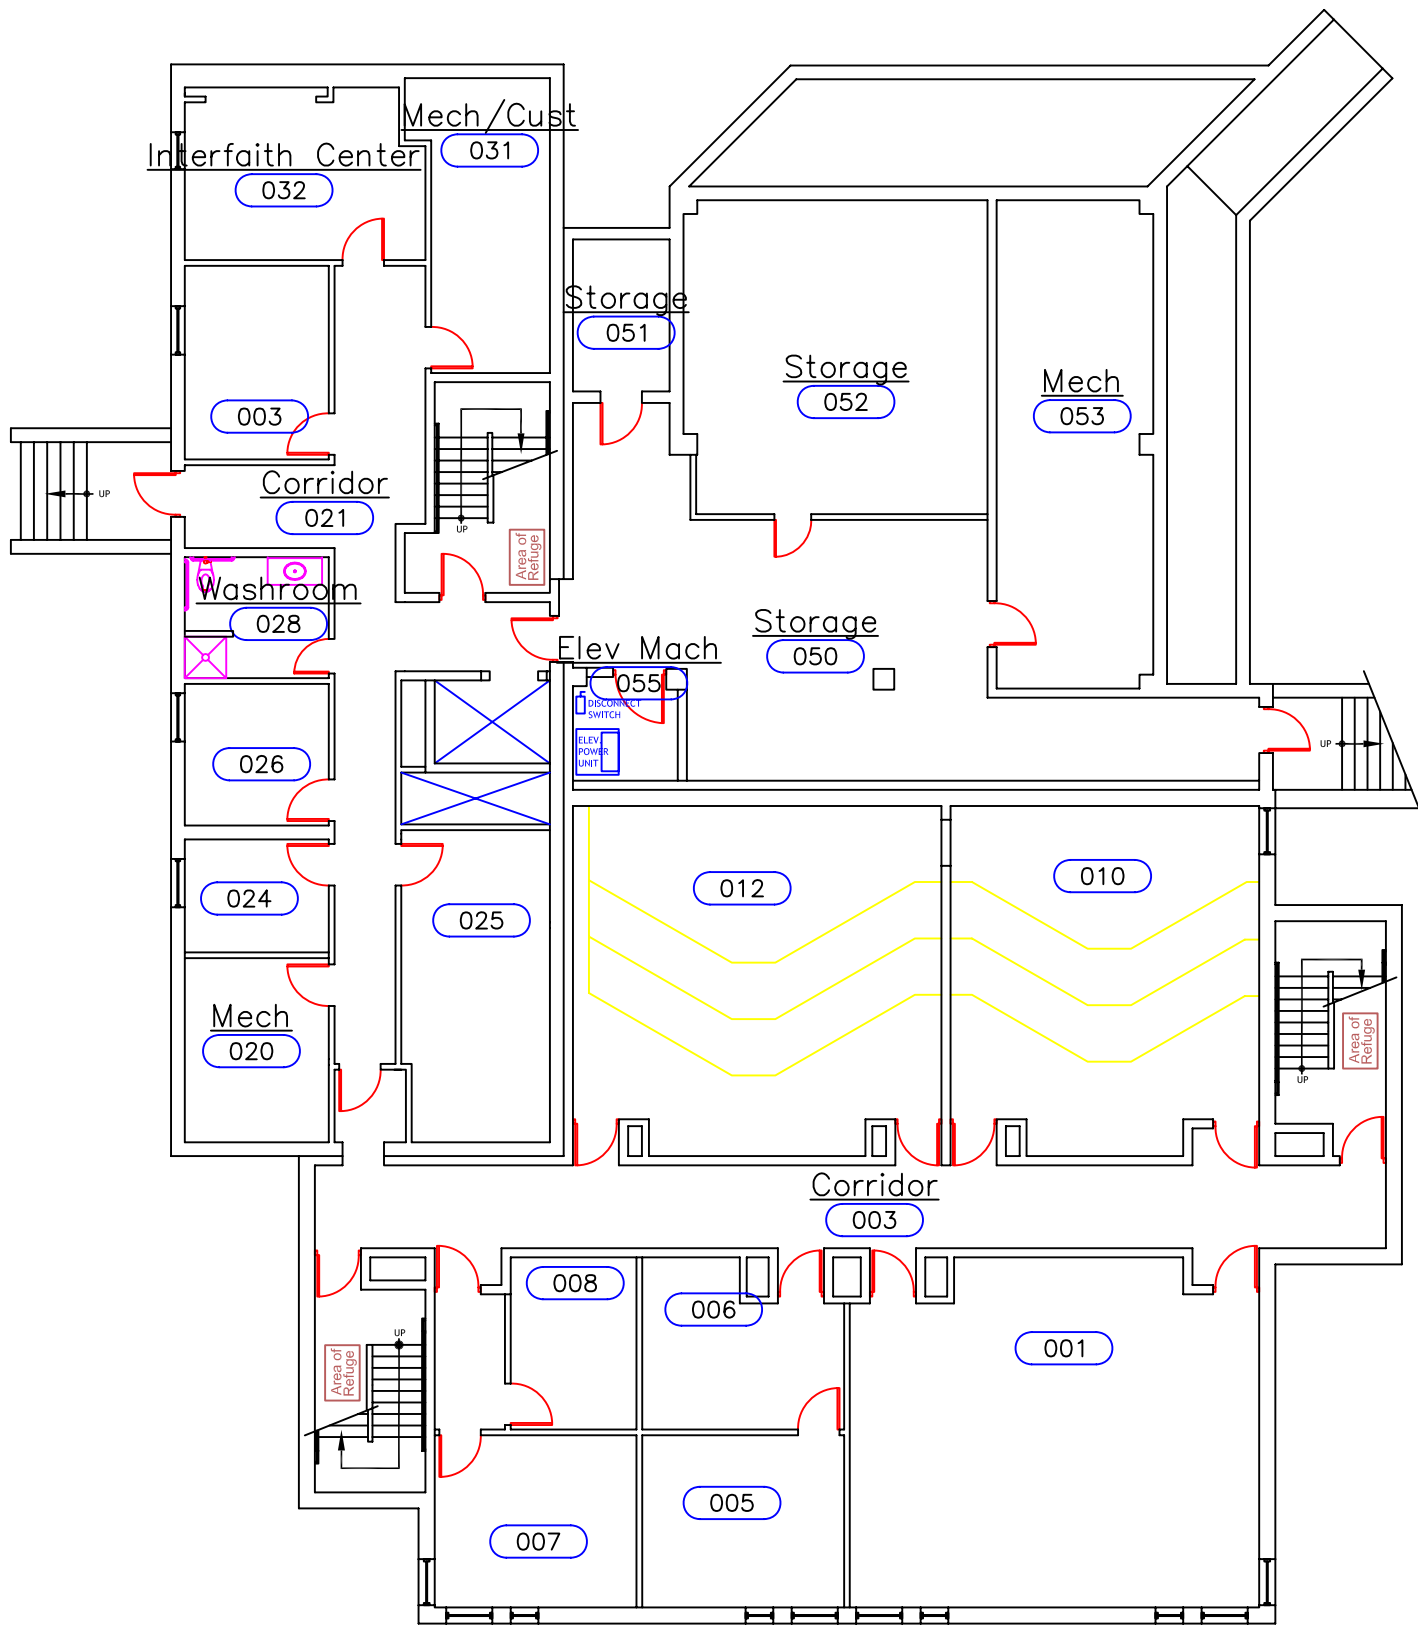 Mech/Cust
031
Interfaith Center
032
Storage
051
Storage
052
Mech
053
003
Corridor
021
UP
UP
Area of
Refuge
Washroom
028
Elev Mach
055
DISCONNECT
SWITCH
ELEV.
POWER
UNIT
Storage
050
UP
026
024
025
012
010
Mech
020
Area of
Refuge
UP
Corridor
003
008
006
001
UP
Area of
Refuge
005
007